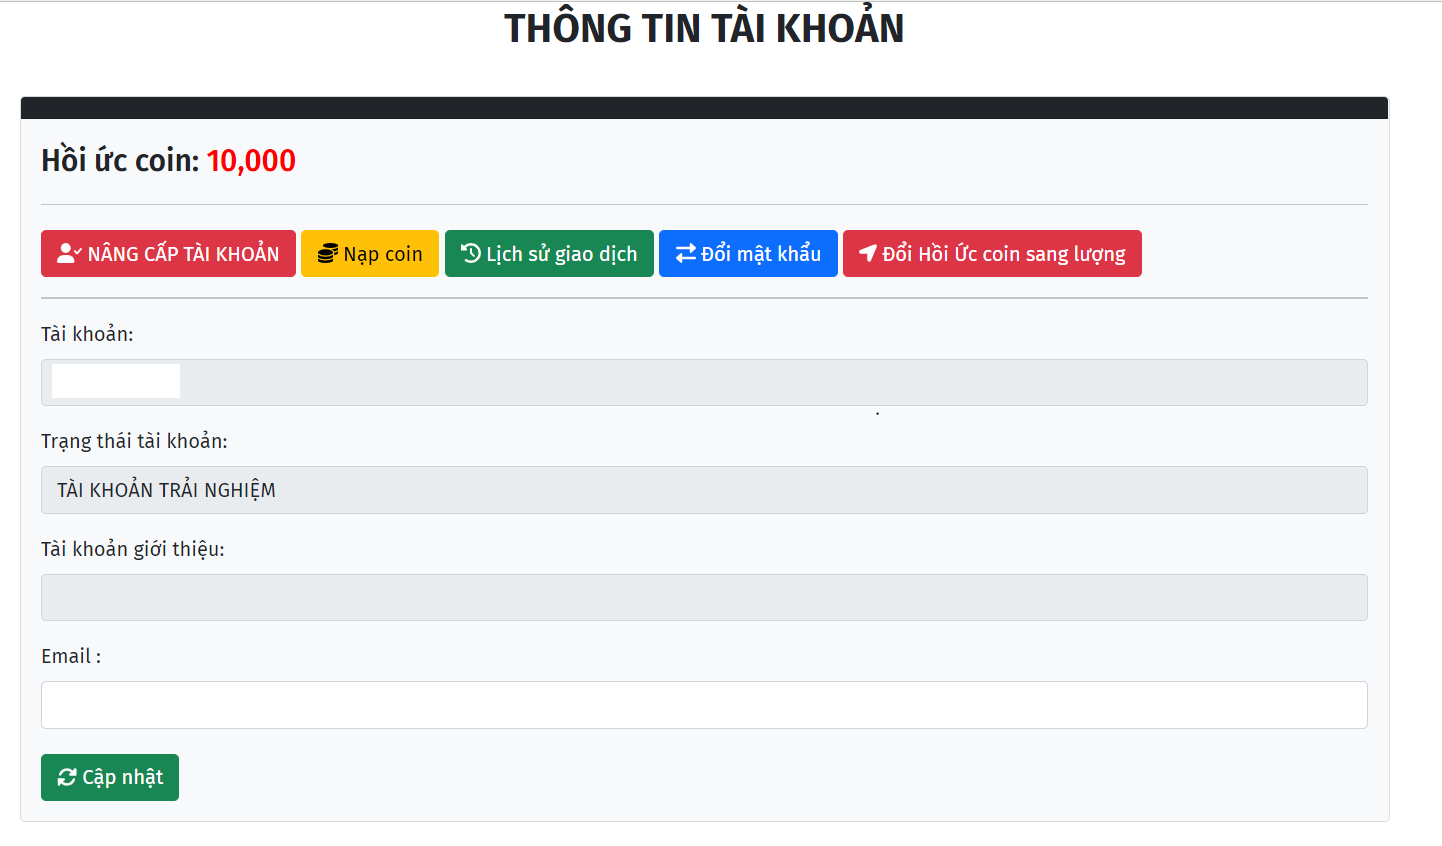 THÔNG TIN TÀI KHOẢN
Hồi ức coin: 10,000
NÂNG CẤP TÀI KHOẢN Nạp coin Lịch sử giao dịch Đổi mật khẩu Đổi Hồi Ức coin sang lượng
Tài khoản:
Trạng thái tài khoản:
TÀI KHOẢN TRẢI NGHIỆM
Tài khoản giới thiệu:
Email :
Cập nhật